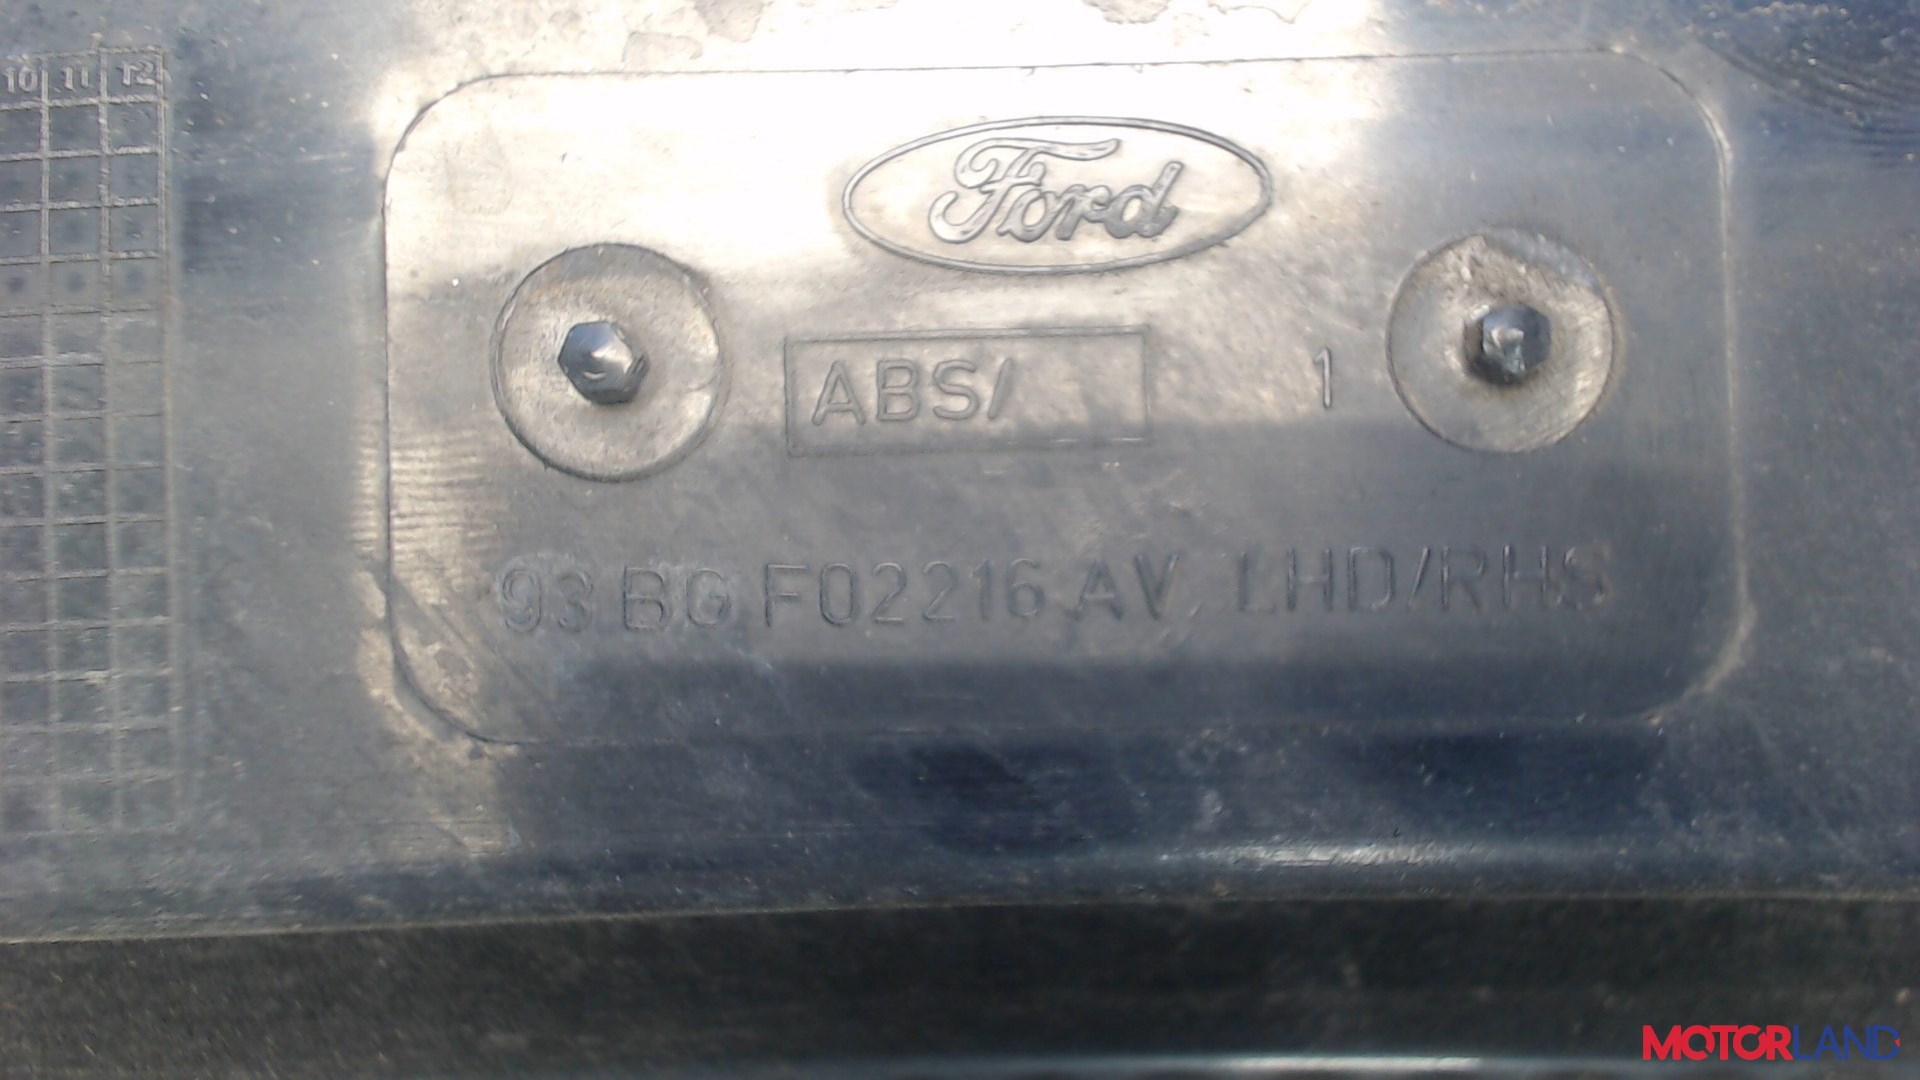 10 11 12
Ford
ABS/ 1
93 BG F02216 AV LHD/RHS
MOTORLAND